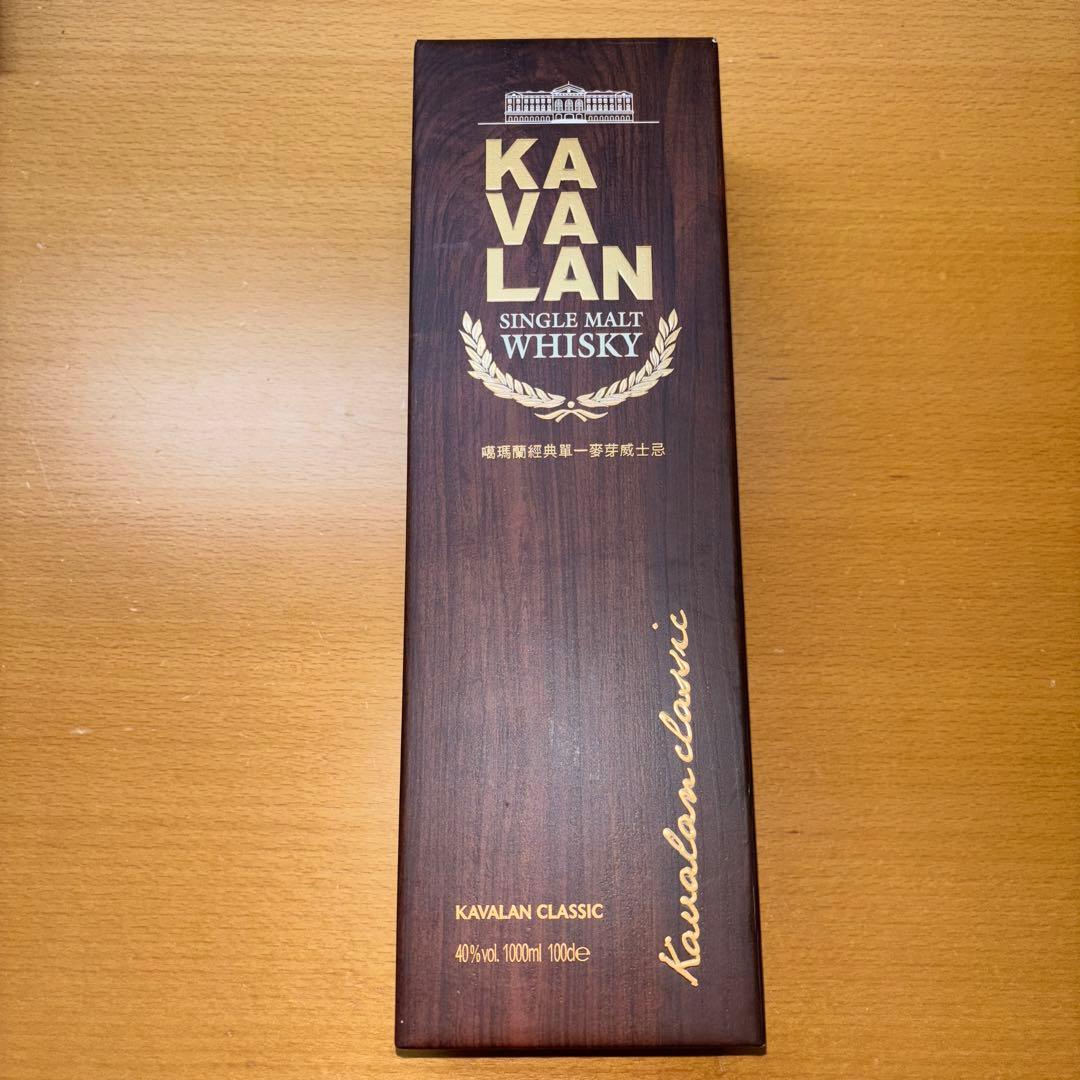 KA
VA
LAN
SINGLE MALT
WHISKY
噶瑪蘭經典單一麥芽威士忌
Kavalan classic
KAVALAN CLASSIC
40%vol. 1000ml 100cle